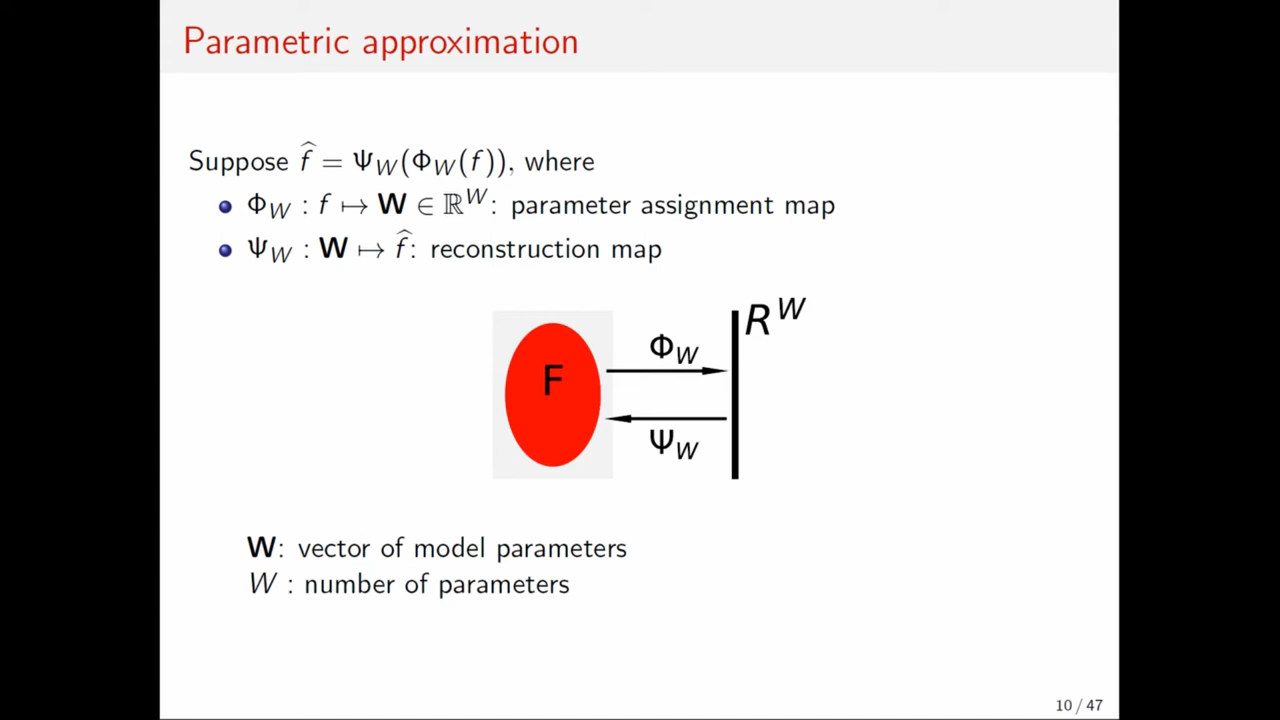 Parametric approximation
Suppose f̂ = Ψ_W(Φ_W(f)), where
Φ_W : f ↦ 𝐖 ∈ ℝ^W: parameter assignment map
Ψ_W : 𝐖 ↦ f̂: reconstruction map
R^W
Φ_W
F
Ψ_W
𝐖: vector of model parameters
W : number of parameters
10 / 47